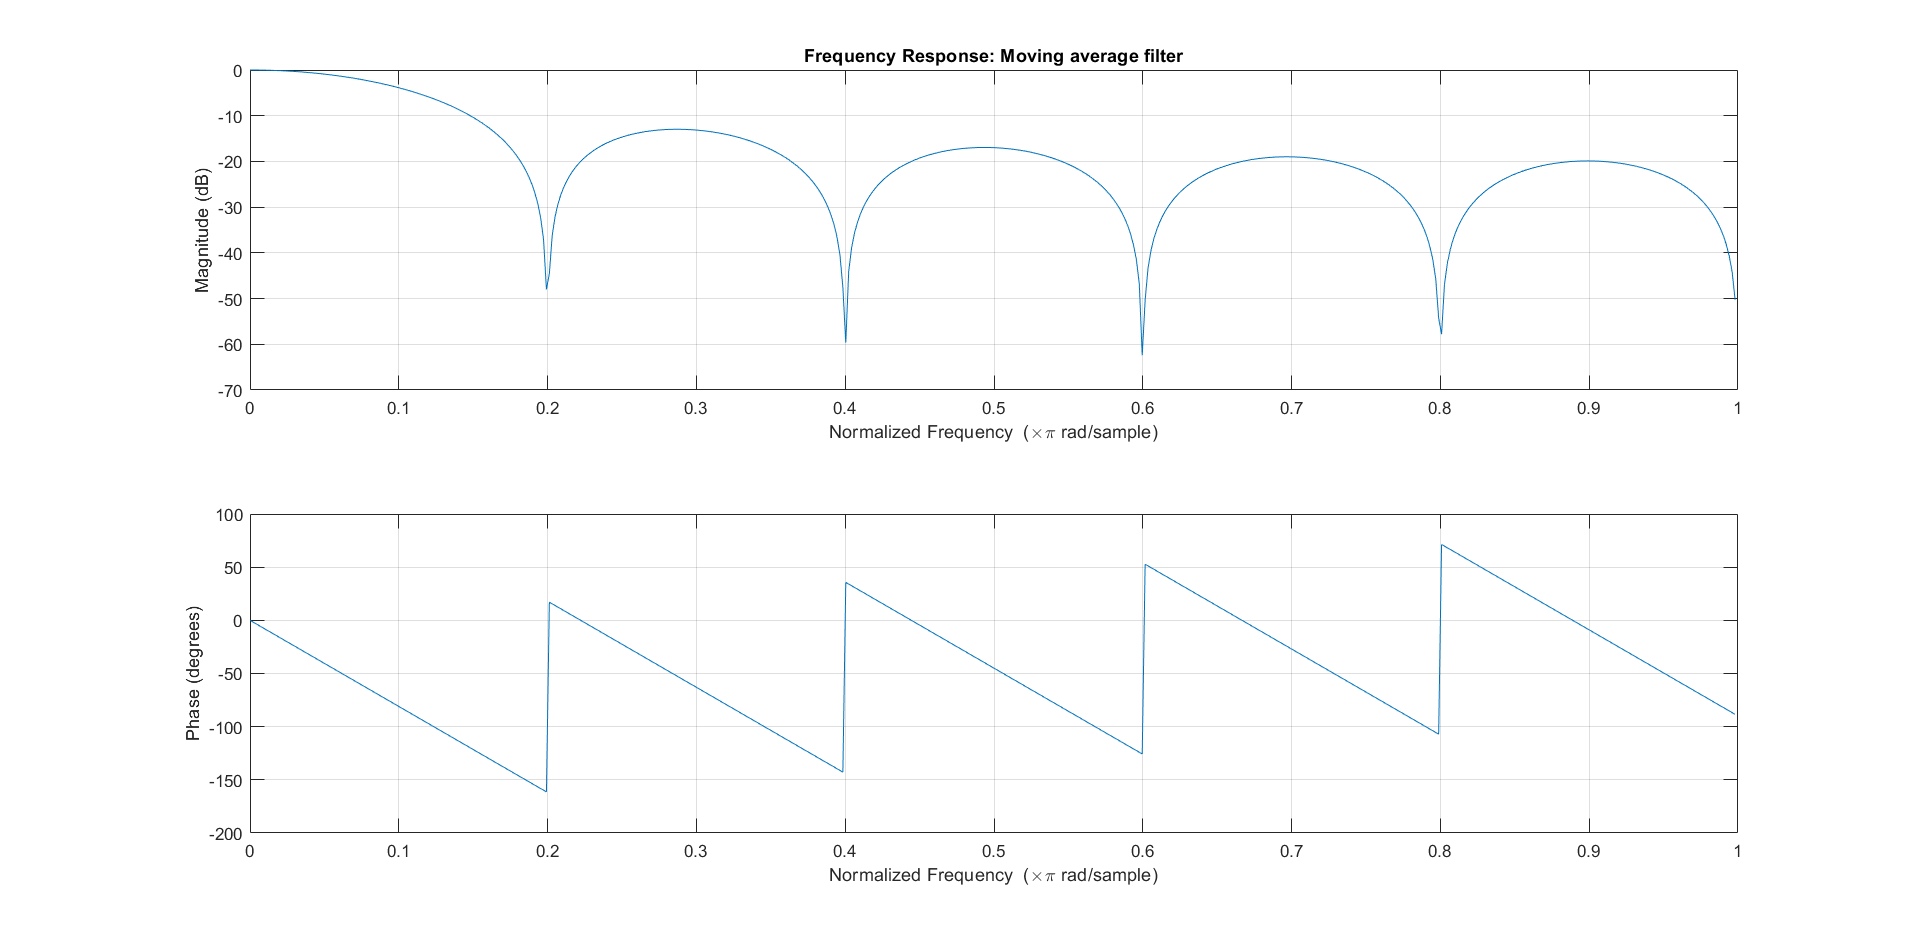 Frequency Response: Moving average filter
0
-10
-20
-30
-40
-50
-60
-70
Magnitude (dB)
0 0.1 0.2 0.3 0.4 0.5 0.6 0.7 0.8 0.9 1
Normalized Frequency (×π rad/sample)
100
50
0
-50
-100
-150
-200
Phase (degrees)
0 0.1 0.2 0.3 0.4 0.5 0.6 0.7 0.8 0.9 1
Normalized Frequency (×π rad/sample)